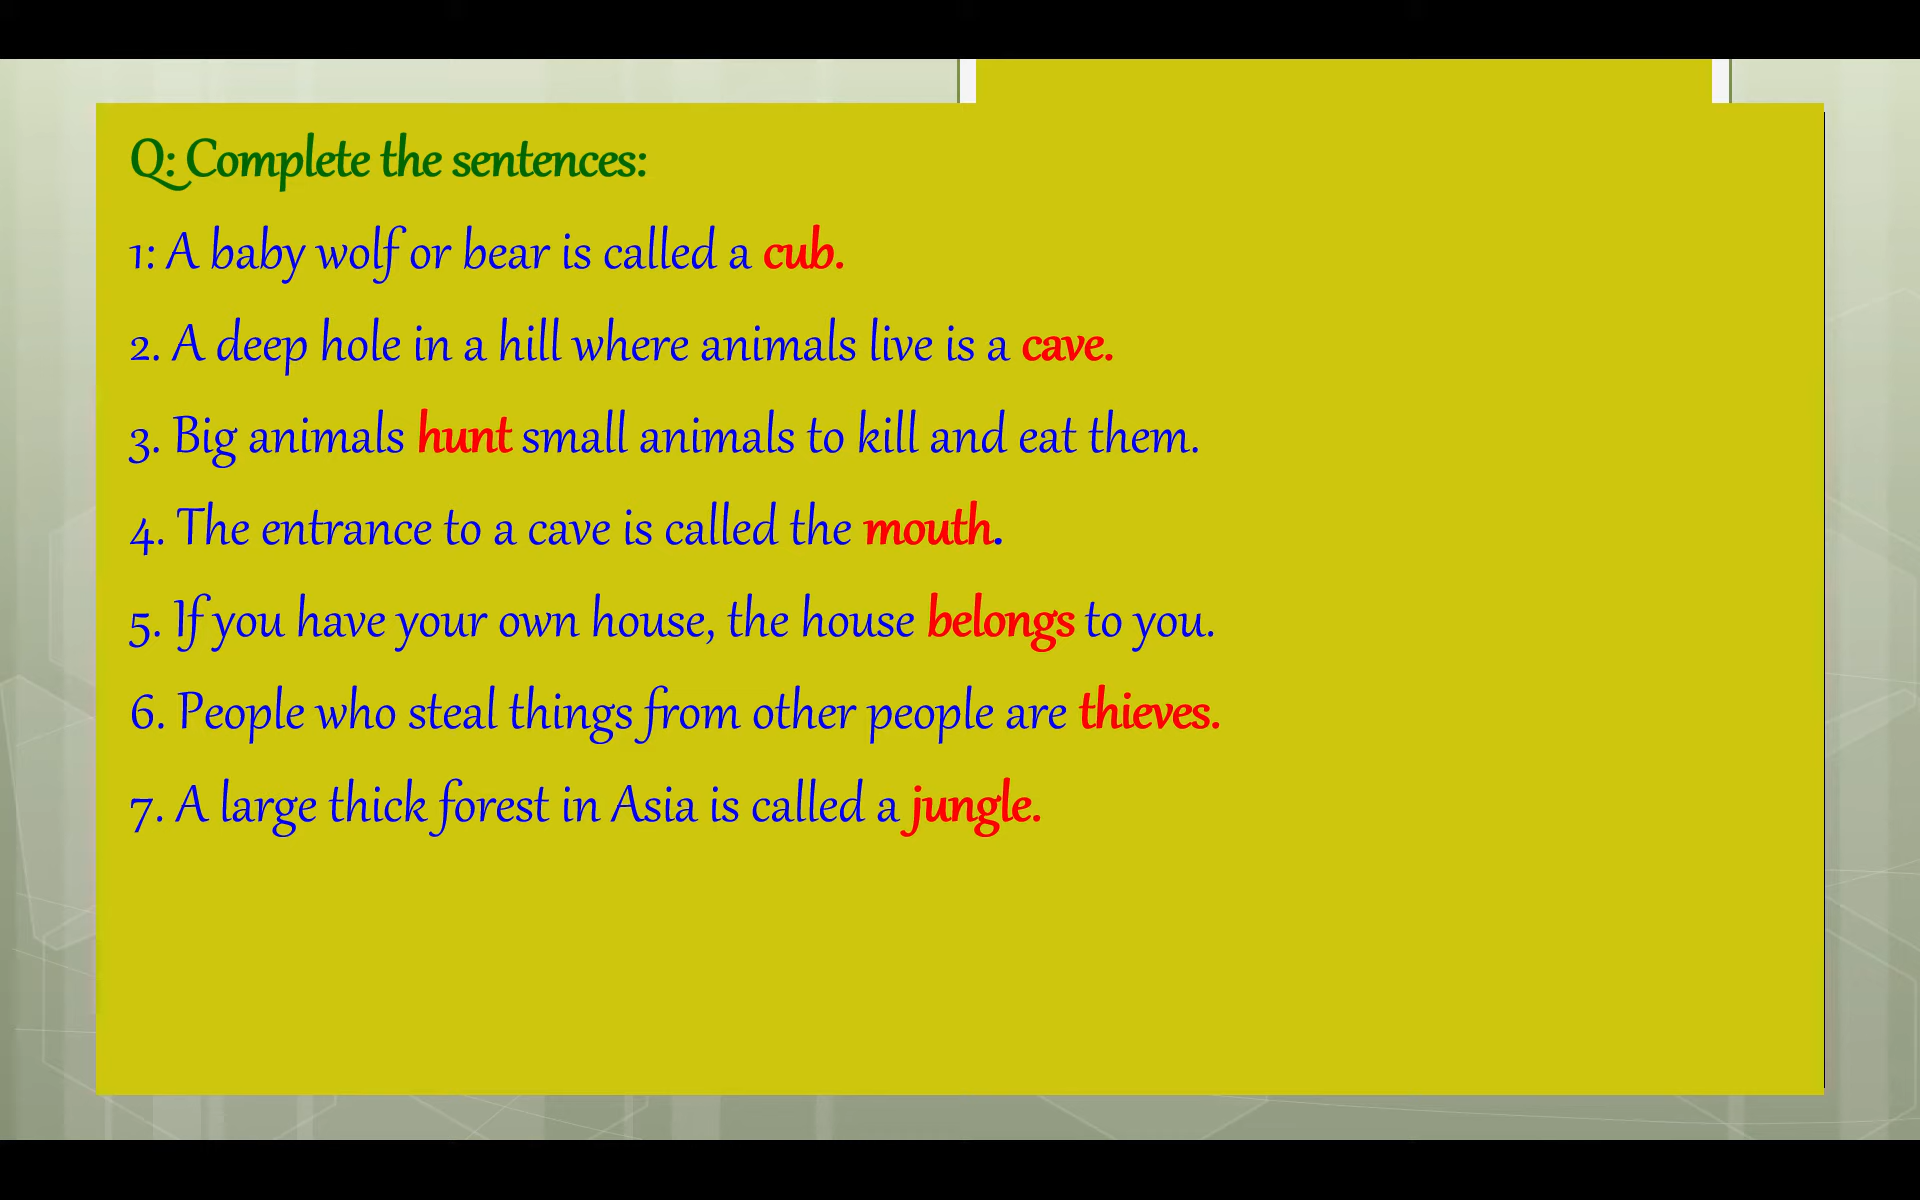 Q: Complete the sentences:
1: A baby wolf or bear is called a cub.
2. A deep hole in a hill where animals live is a cave.
3. Big animals hunt small animals to kill and eat them.
4. The entrance to a cave is called the mouth.
5. If you have your own house, the house belongs to you.
6. People who steal things from other people are thieves.
7. A large thick forest in Asia is called a jungle.